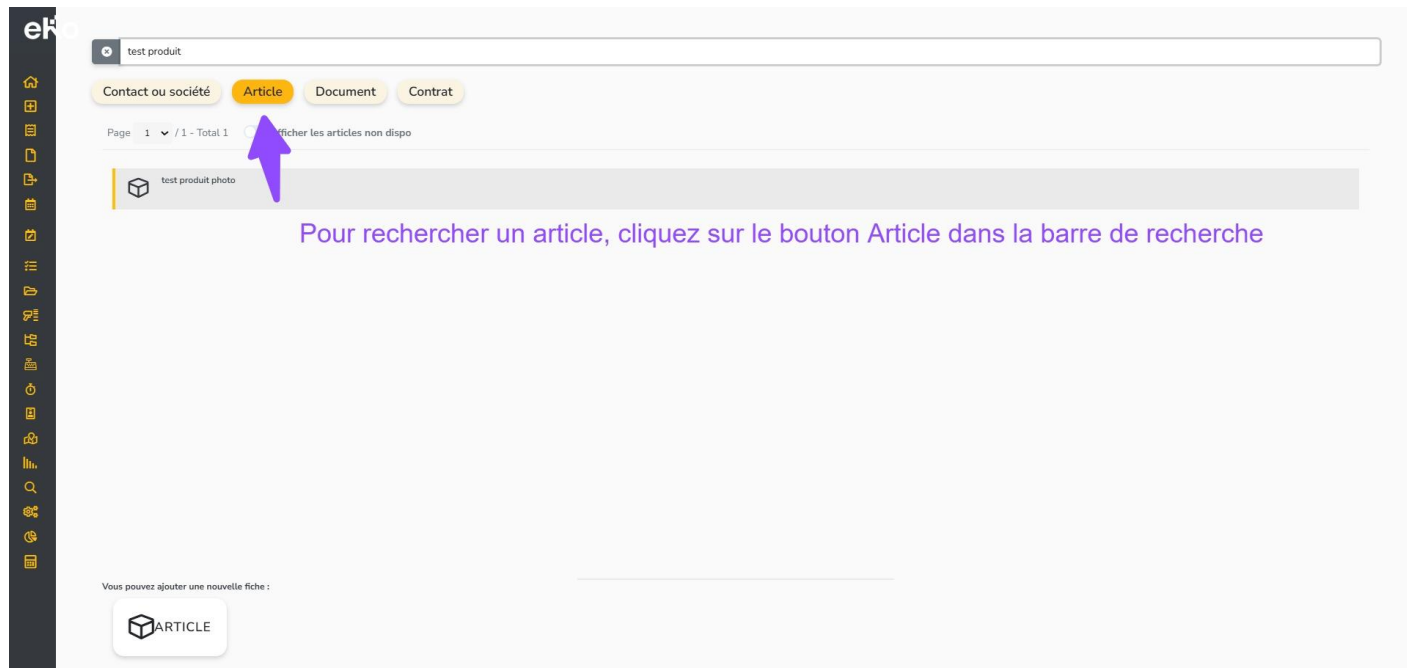 eKo
test produit
Contact ou société Article Document Contrat
Page 1 / 1 - Total 1 fficher les articles non dispo
test produit photo
Pour rechercher un article, cliquez sur le bouton Article dans la barre de recherche
Vous pouvez ajouter une nouvelle fiche :
ARTICLE